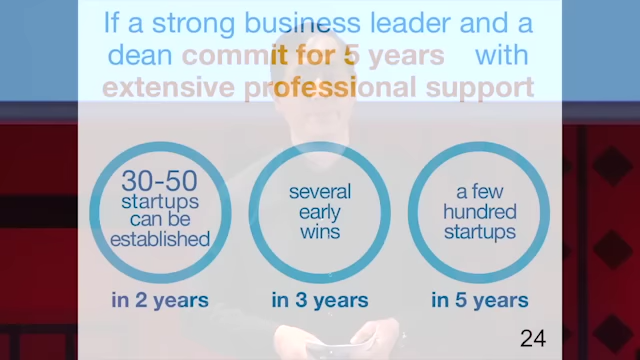 If a strong business leader and a
dean commit for 5 years with
extensive professional support
30-50
startups
can be
established
several
early
wins
a few
hundred
startups
in 2 years
in 3 years
in 5 years
24